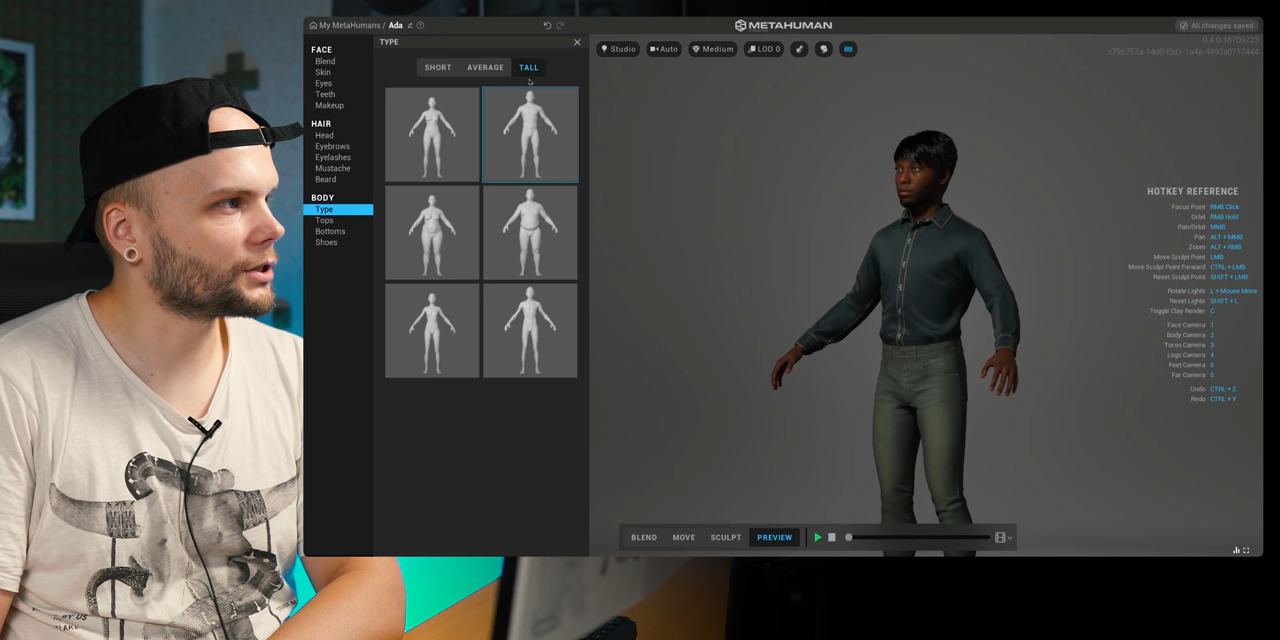 My MetaHumans / Ada
METAHUMAN
All changes saved
FACE
Blend
Skin
Eyes
Teeth
Makeup
HAIR
Head
Eyebrows
Eyelashes
Mustache
Beard
BODY
Type
Tops
Bottoms
Shoes
TYPE
SHORT AVERAGE TALL
Studio Auto Medium LOD 0
HOTKEY REFERENCE
Focus Point RMB Click
Orbit RMB Hold
Pan/Orbit MMB
Pan ALT + MMB
Zoom ALT + RMB
Move Sculpt Point LMB
Move Sculpt Point Forward CTRL + LMB
Reset Sculpt Point SHIFT + LMB
Rotate Lights L + Mouse Move
Reset Lights SHIFT + L
Toggle Clay Render C
Face Camera 1
Body Camera 2
Torso Camera 3
Legs Camera 4
Feet Camera 5
Far Camera 6
Undo CTRL + Z
Redo CTRL + Y
BLEND MOVE SCULPT PREVIEW